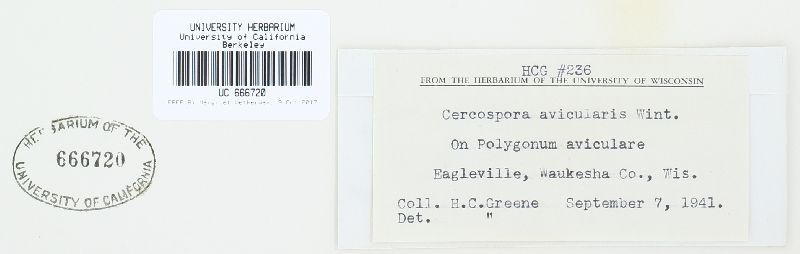 UNIVERSITY HERBARIUM
University of California
Berkeley
UC 666720
HERBARIUM OF THE
666720
UNIVERSITY OF CALIFORNIA
HCG #236
FROM THE HERBARIUM OF THE UNIVERSITY OF WISCONSIN
Cercospora avicularis Wint.
On Polygonum aviculare
Eagleville, Waukesha Co., Wis.
Coll. H.C.Greene September 7, 1941.
Det. "